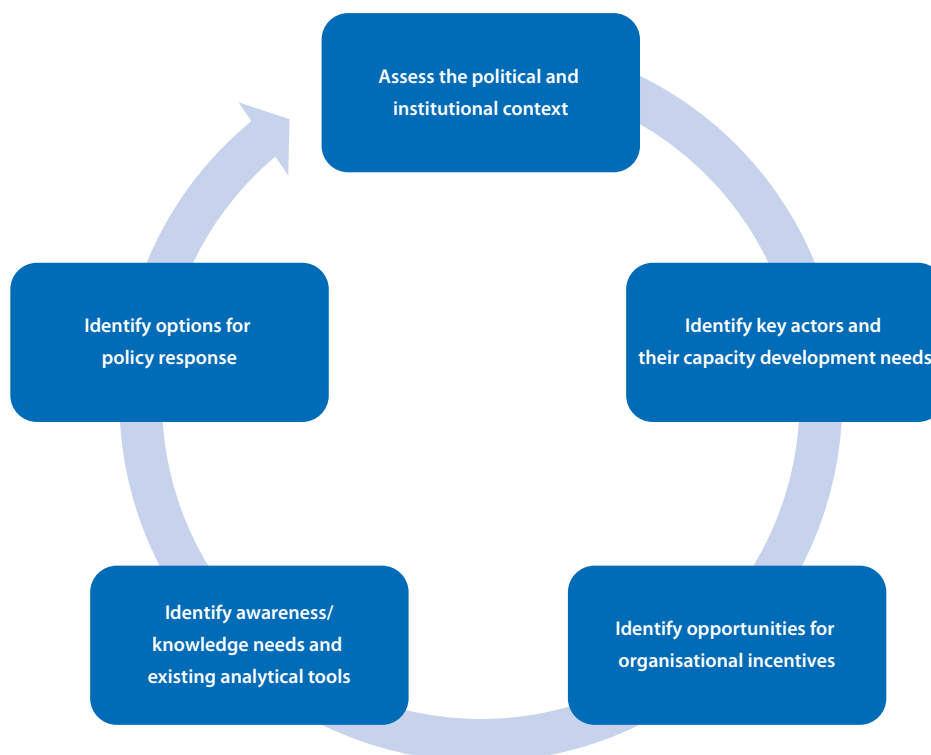 Assess the political and
institutional context
Identify key actors and
their capacity development needs
Identify opportunities for
organisational incentives
Identify awareness/
knowledge needs and
existing analytical tools
Identify options for
policy response